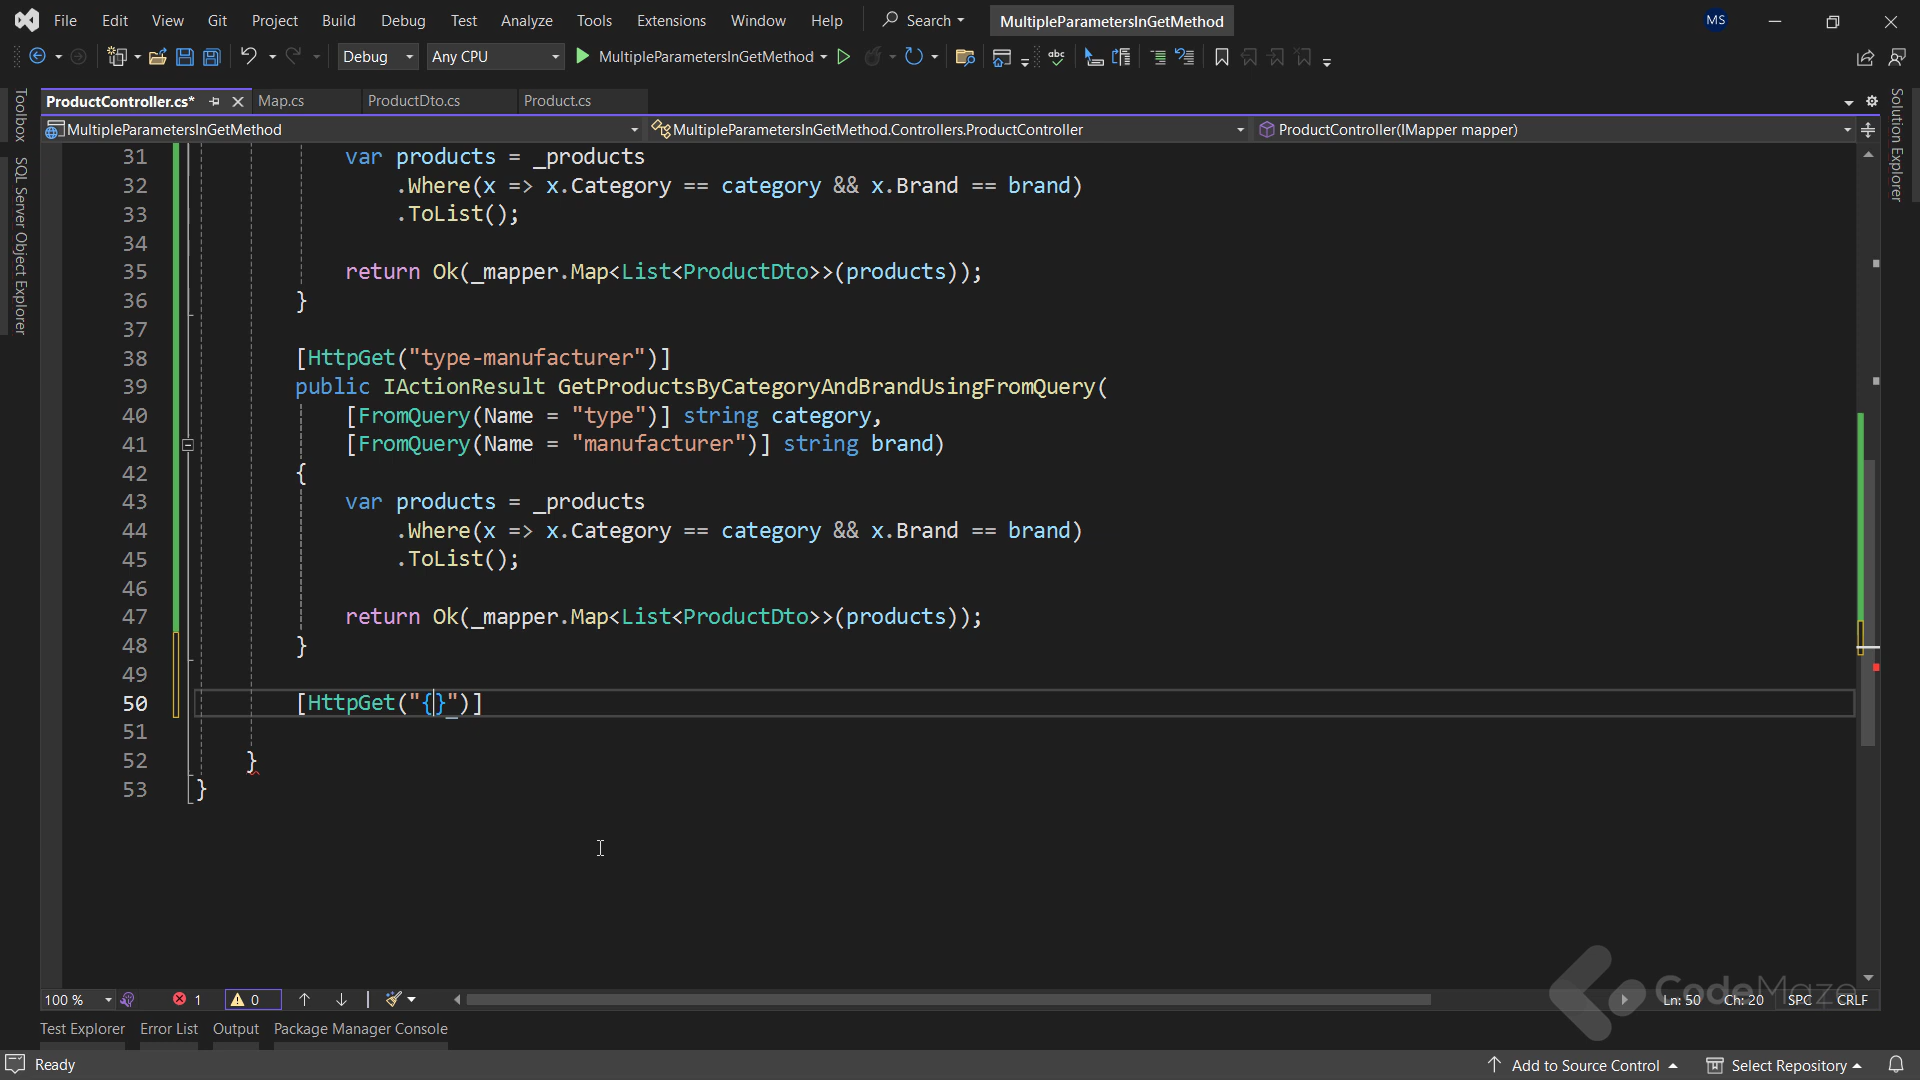 File Edit View Git Project Build Debug Test Analyze Tools Extensions Window Help Search MultipleParametersInGetMethod MS
Debug Any CPU MultipleParametersInGetMethod
ProductController.cs* Map.cs ProductDto.cs Product.cs
MultipleParametersInGetMethod MultipleParametersInGetMethod.Controllers.ProductController ProductController(IMapper mapper)
Toolbox
SQL Server Object Explorer
Solution Explorer
31 var products = _products
32 .Where(x => x.Category == category && x.Brand == brand)
33 .ToList();
34
35 return Ok(_mapper.Map<List<ProductDto>>(products));
36 }
37
38 [HttpGet("type-manufacturer")]
39 public IActionResult GetProductsByCategoryAndBrandUsingFromQuery(
40 [FromQuery(Name = "type")] string category,
41 [FromQuery(Name = "manufacturer")] string brand)
42 {
43 var products = _products
44 .Where(x => x.Category == category && x.Brand == brand)
45 .ToList();
46
47 return Ok(_mapper.Map<List<ProductDto>>(products));
48 }
49
50 [HttpGet("{}")]
51
52 }
53 }
100 % 1 0 Ln: 50 Ch: 20 SPC CRLF
CodeMaze
Test Explorer Error List Output Package Manager Console
Ready Add to Source Control Select Repository